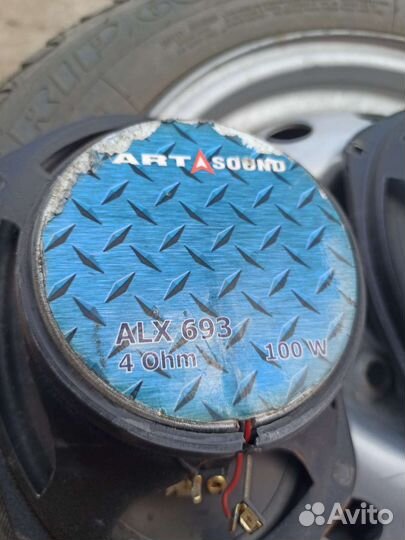 ART SOUND
ALX 693
4 Ohm
100 W
Avito